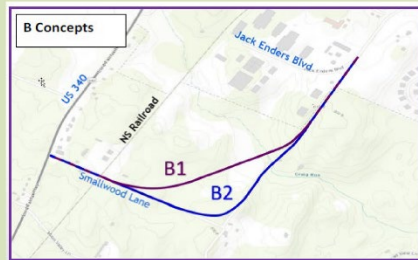 B Concepts
Jack Enders Blvd.
US 340
NS Railroad
B1
B2
Smallwood Lane